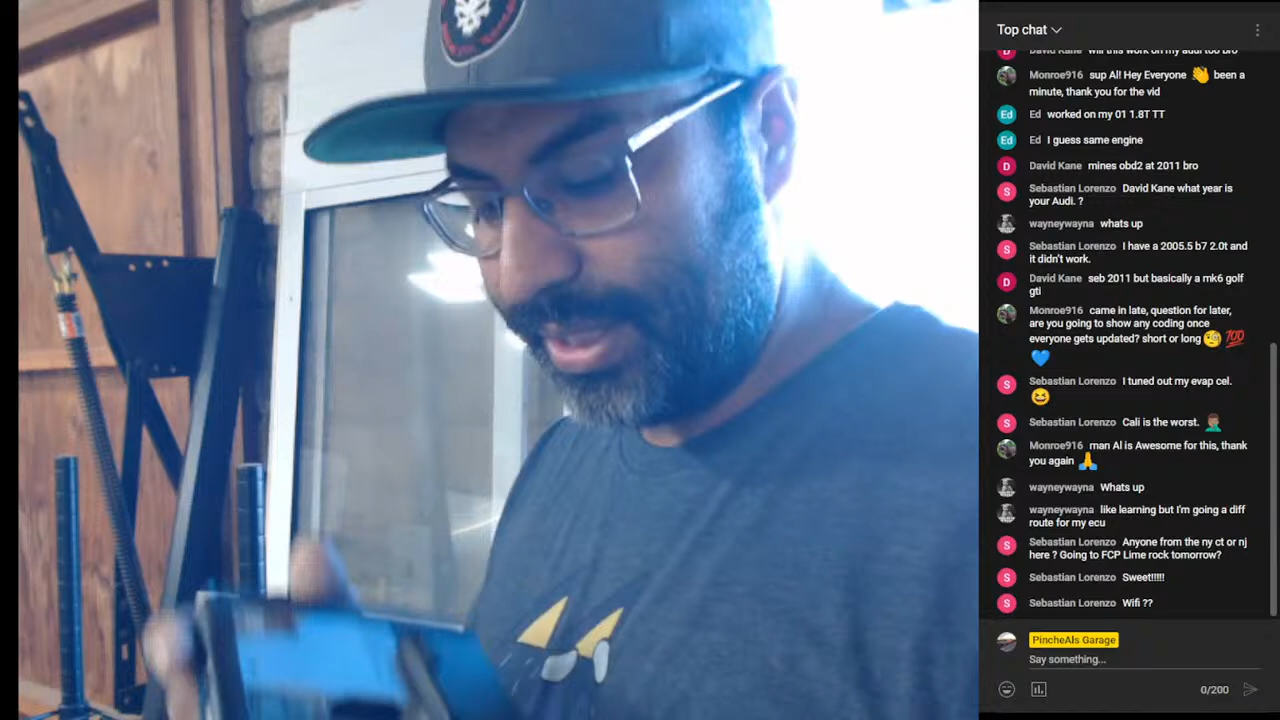 Top chat
David Kane will this work on my audi too bro
Monroe916 sup Al! Hey Everyone 👋 been a
minute, thank you for the vid
Ed Ed worked on my 01 1.8T TT
Ed Ed I guess same engine
D David Kane mines obd2 at 2011 bro
S Sebastian Lorenzo David Kane what year is
your Audi. ?
wayneywayna whats up
S Sebastian Lorenzo I have a 2005.5 b7 2.0t and
it didn't work.
D David Kane seb 2011 but basically a mk6 golf
gti
Monroe916 came in late, question for later,
are you going to show any coding once
everyone gets updated? short or long 🧐 💯
💙
S Sebastian Lorenzo I tuned out my evap cel.
😆
S Sebastian Lorenzo Cali is the worst. 🤦🏽‍♂️
Monroe916 man Al is Awesome for this, thank
you again 🙏
wayneywayna Whats up
wayneywayna like learning but I'm going a diff
route for my ecu
S Sebastian Lorenzo Anyone from the ny ct or nj
here ? Going to FCP Lime rock tomorrow?
S Sebastian Lorenzo Sweet!!!!!
S Sebastian Lorenzo Wifi ??
PincheAls Garage
Say something...
0/200